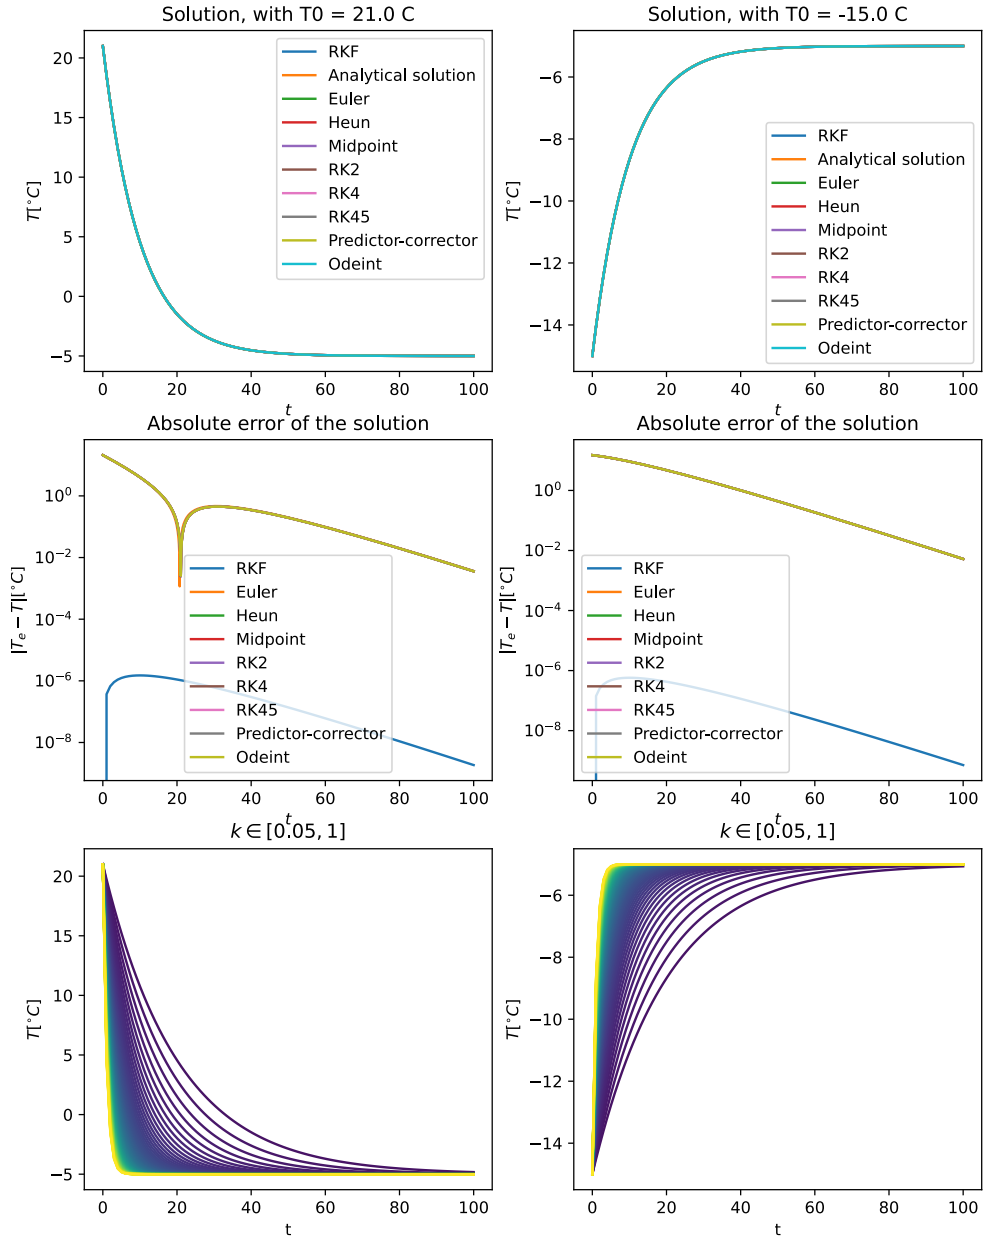 Solution, with T0 = 21.0 C
T[°C]
20
15
10
5
0
−5
RKF
Analytical solution
Euler
Heun
Midpoint
RK2
RK4
RK45
Predictor-corrector
Odeint
0 20 40 60 80 100
t
Solution, with T0 = -15.0 C
T[°C]
−6
−8
−10
−12
−14
RKF
Analytical solution
Euler
Heun
Midpoint
RK2
RK4
RK45
Predictor-corrector
Odeint
0 20 40 60 80 100
t
Absolute error of the solution
|T_e − T|[°C]
10^0
10^−2
10^−4
10^−6
10^−8
RKF
Euler
Heun
Midpoint
RK2
RK4
RK45
Predictor-corrector
Odeint
0 20 40 60 80 100
t
Absolute error of the solution
|T_e − T|[°C]
10^0
10^−2
10^−4
10^−6
10^−8
RKF
Euler
Heun
Midpoint
RK2
RK4
RK45
Predictor-corrector
Odeint
0 20 40 60 80 100
t
k ∈ [0.05, 1]
T[°C]
20
15
10
5
0
−5
0 20 40 60 80 100
t
k ∈ [0.05, 1]
T[°C]
−6
−8
−10
−12
−14
0 20 40 60 80 100
t